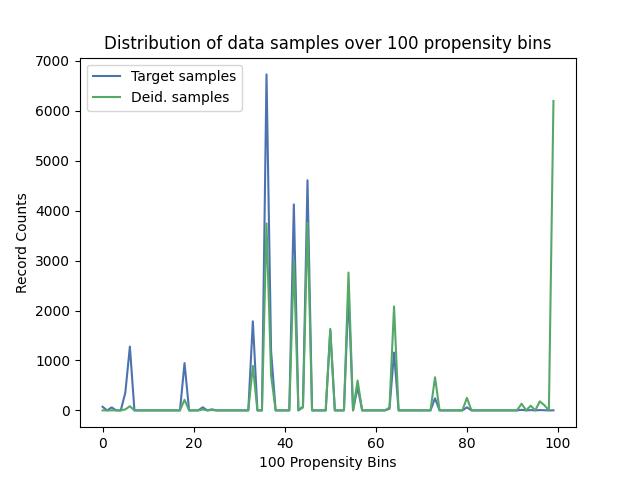 Distribution of data samples over 100 propensity bins
Target samples
Deid. samples
7000
6000
5000
4000
3000
2000
1000
0
Record Counts
0 20 40 60 80 100
100 Propensity Bins